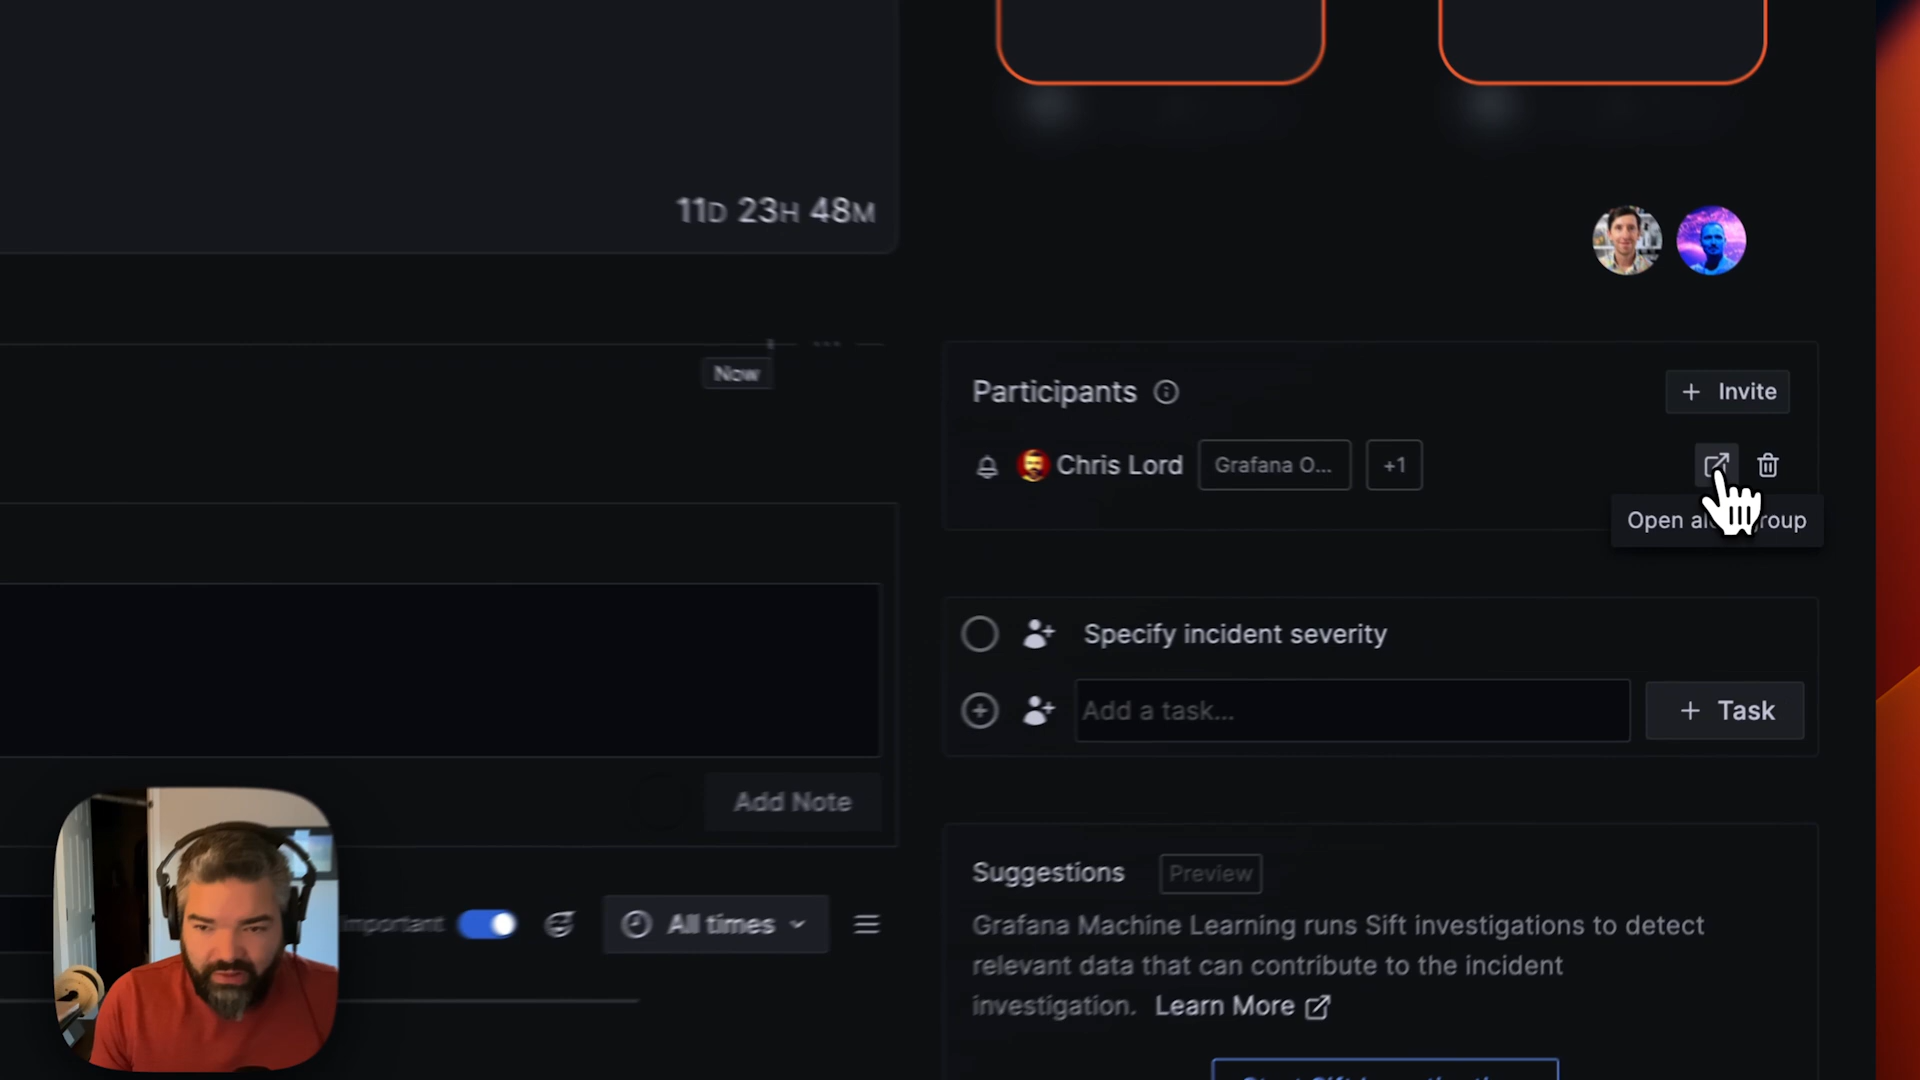 11D 23H 48M
Now
Participants
+ Invite
Chris Lord
Grafana O...
+1
Open group
Specify incident severity
Add a task...
+ Task
Add Note
Suggestions
Preview
important
All times
Grafana Machine Learning runs Sift investigations to detect
relevant data that can contribute to the incident
investigation. Learn More